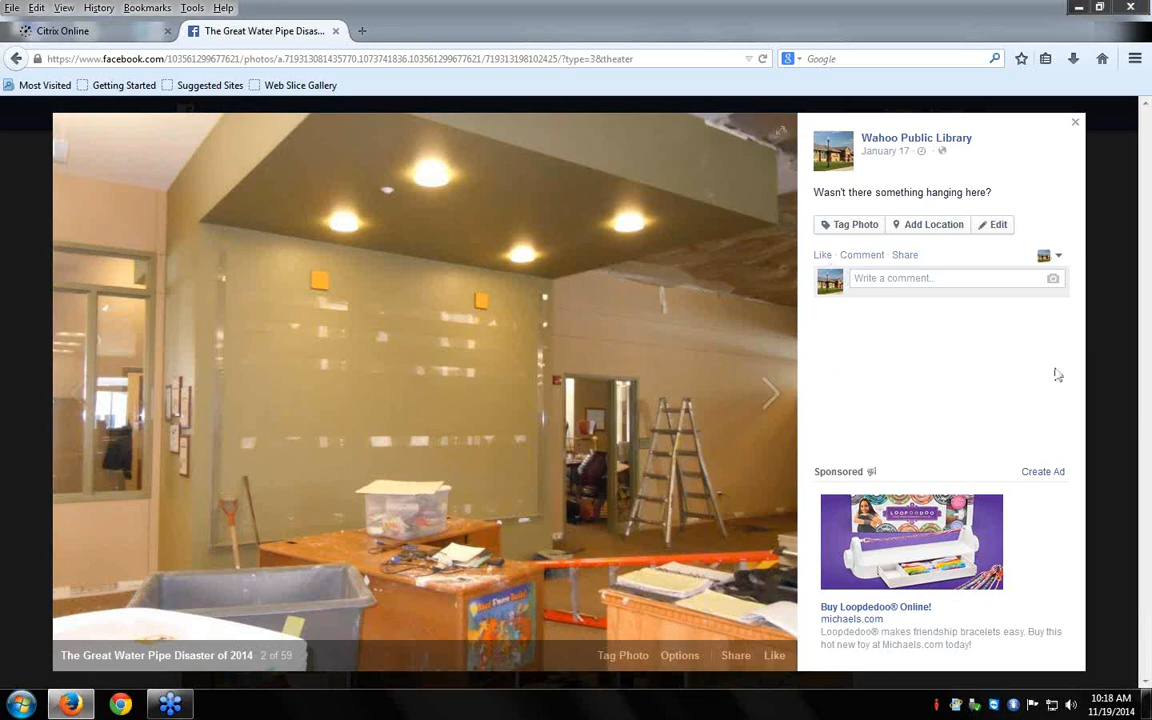 File Edit View History Bookmarks Tools Help
Citrix Online × The Great Water Pipe Disas... × +
https://www.facebook.com/103561299677621/photos/a.719313081435770.1073741836.103561299677621/719313198102425/?type=3&theater Google
Most Visited Getting Started Suggested Sites Web Slice Gallery
Wahoo Public Library
January 17 ·
Wasn't there something hanging here?
Tag Photo Add Location Edit
Like · Comment · Share
Write a comment...
Sponsored Create Ad
LOOPDEDOO
Buy Loopdedoo® Online!
michaels.com
Loopdedoo® makes friendship bracelets easy. Buy this
hot new toy at Michaels.com today!
The Great Water Pipe Disaster of 2014 2 of 59 Tag Photo Options Share Like
10:18 AM
11/19/2014